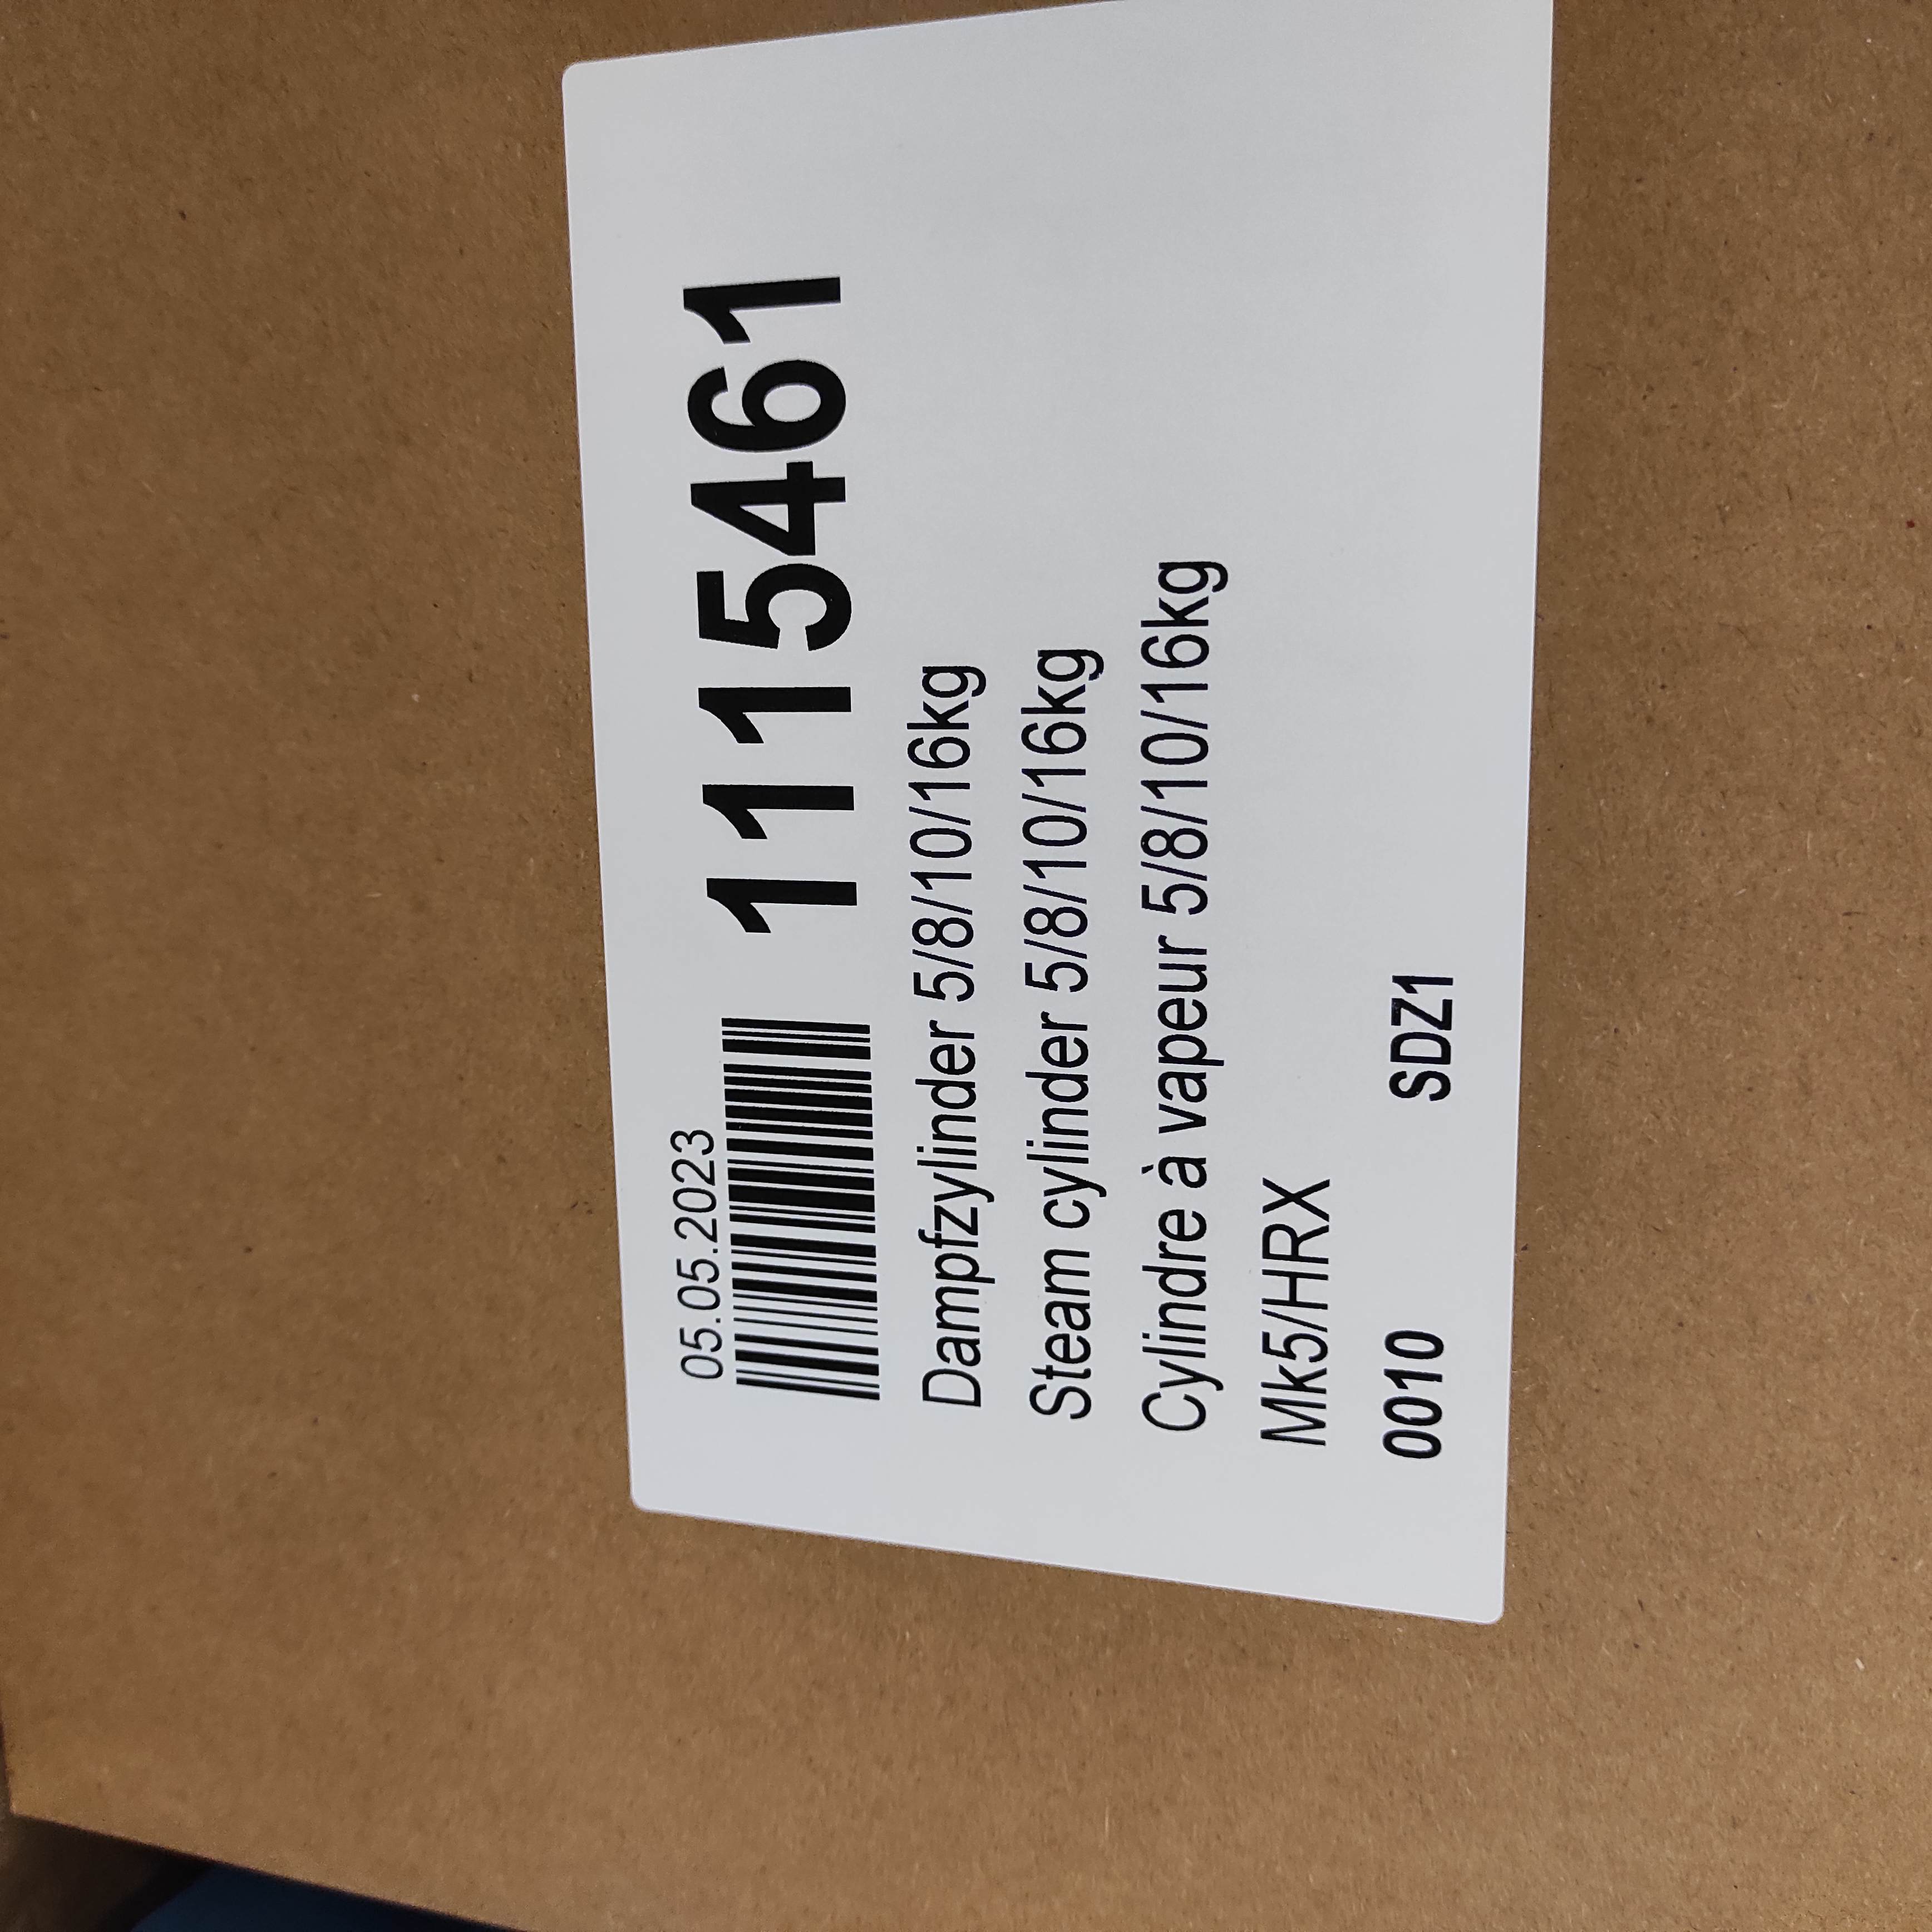 05.05.2023
1115461
Dampfzylinder 5/8/10/16kg
Steam cylinder 5/8/10/16kg
Cylindre à vapeur 5/8/10/16kg
Mk5/HRX
0010 SDZ1